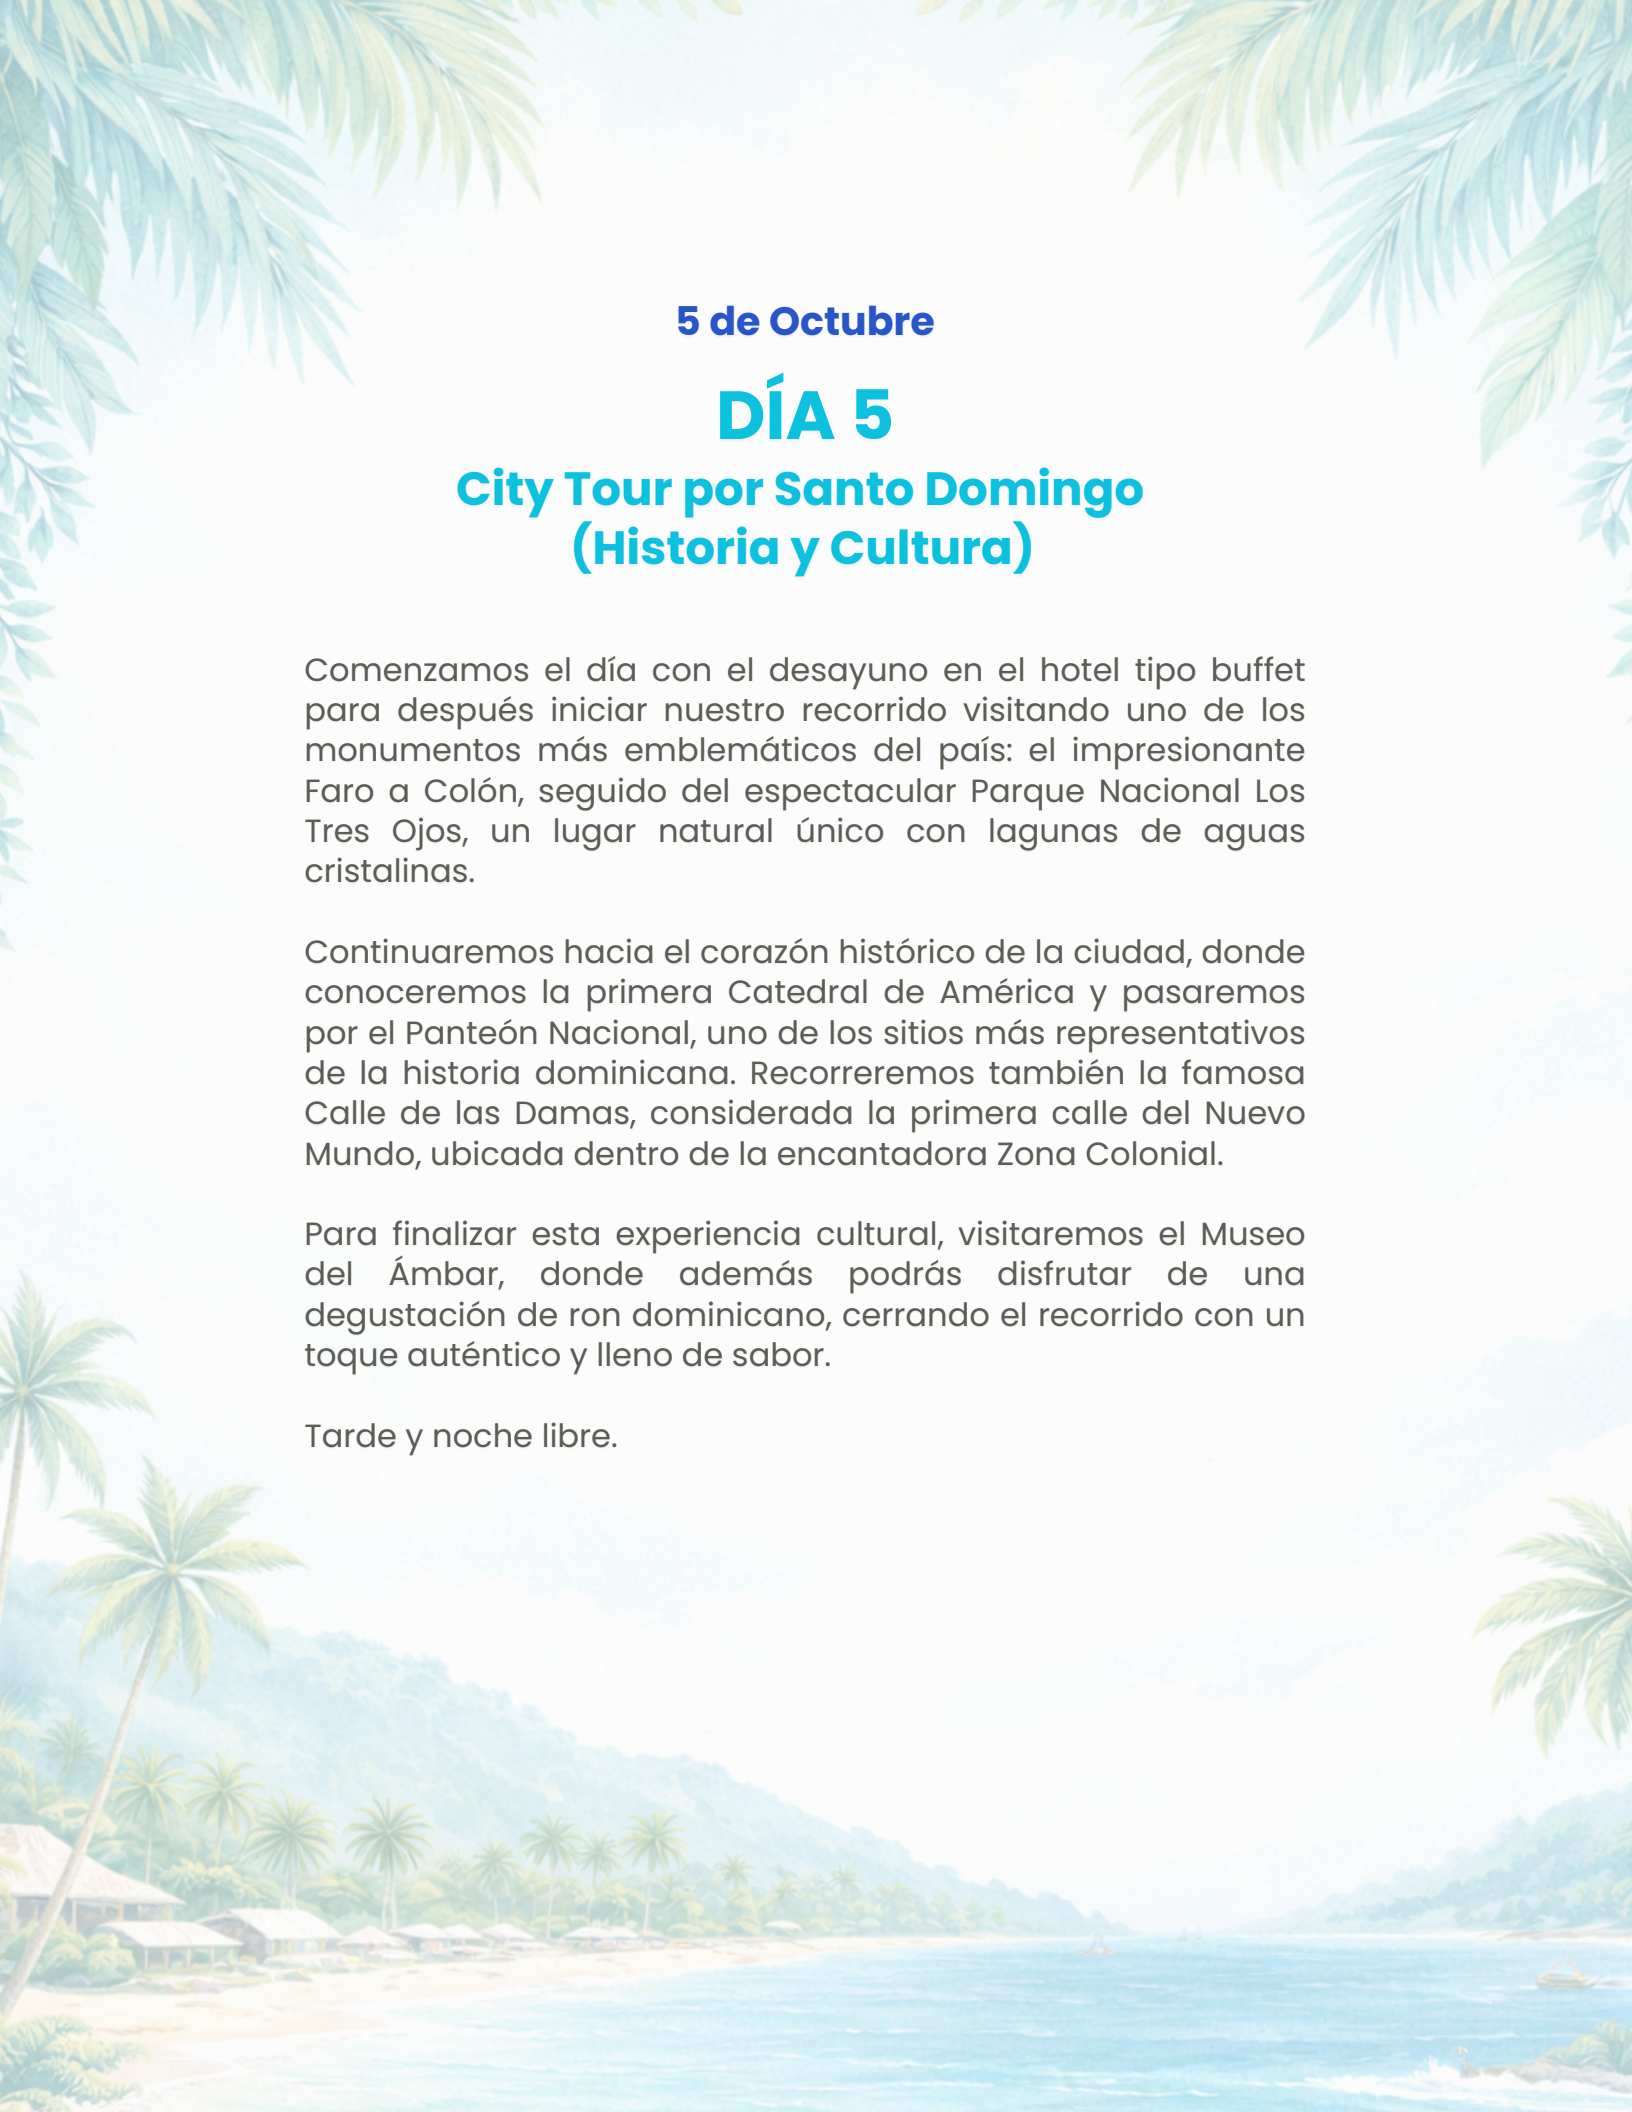 5 de Octubre
DÍA 5
City Tour por Santo Domingo
(Historia y Cultura)
Comenzamos el día con el desayuno en el hotel tipo buffet
para después iniciar nuestro recorrido visitando uno de los
monumentos más emblemáticos del país: el impresionante
Faro a Colón, seguido del espectacular Parque Nacional Los
Tres Ojos, un lugar natural único con lagunas de aguas
cristalinas.
Continuaremos hacia el corazón histórico de la ciudad, donde
conoceremos la primera Catedral de América y pasaremos
por el Panteón Nacional, uno de los sitios más representativos
de la historia dominicana. Recorreremos también la famosa
Calle de las Damas, considerada la primera calle del Nuevo
Mundo, ubicada dentro de la encantadora Zona Colonial.
Para finalizar esta experiencia cultural, visitaremos el Museo
del Ámbar, donde además podrás disfrutar de una
degustación de ron dominicano, cerrando el recorrido con un
toque auténtico y lleno de sabor.
Tarde y noche libre.